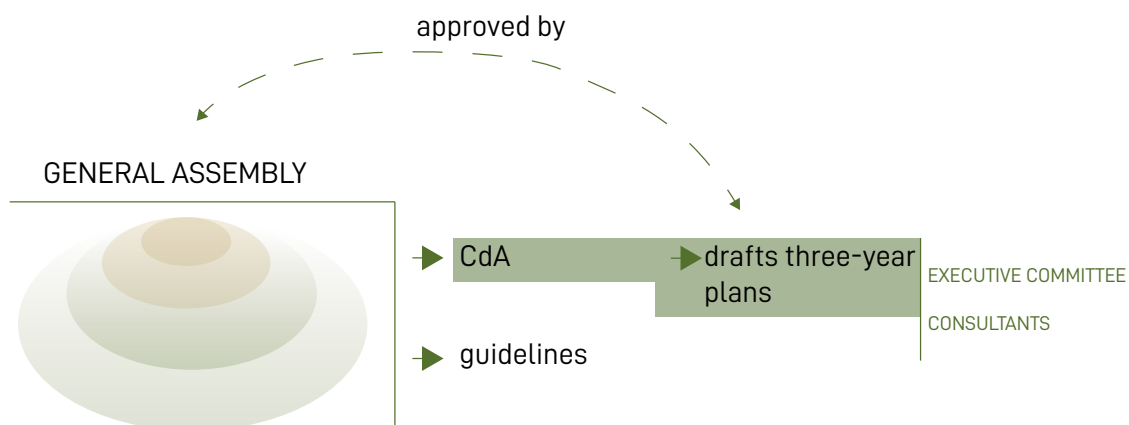 approved by
GENERAL ASSEMBLY
CdA
drafts three-year
plans
EXECUTIVE COMMITTEE
CONSULTANTS
guidelines